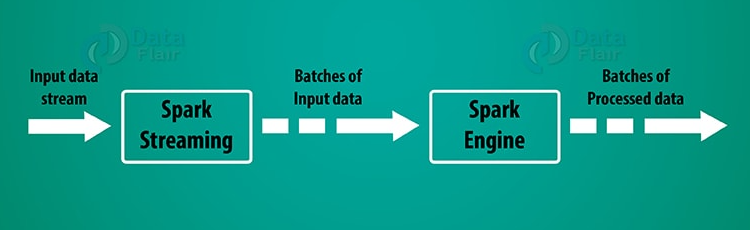 Data
Flair
Data
Flair
Input data
stream
Spark
Streaming
Batches of
Input data
Spark
Engine
Batches of
Processed data